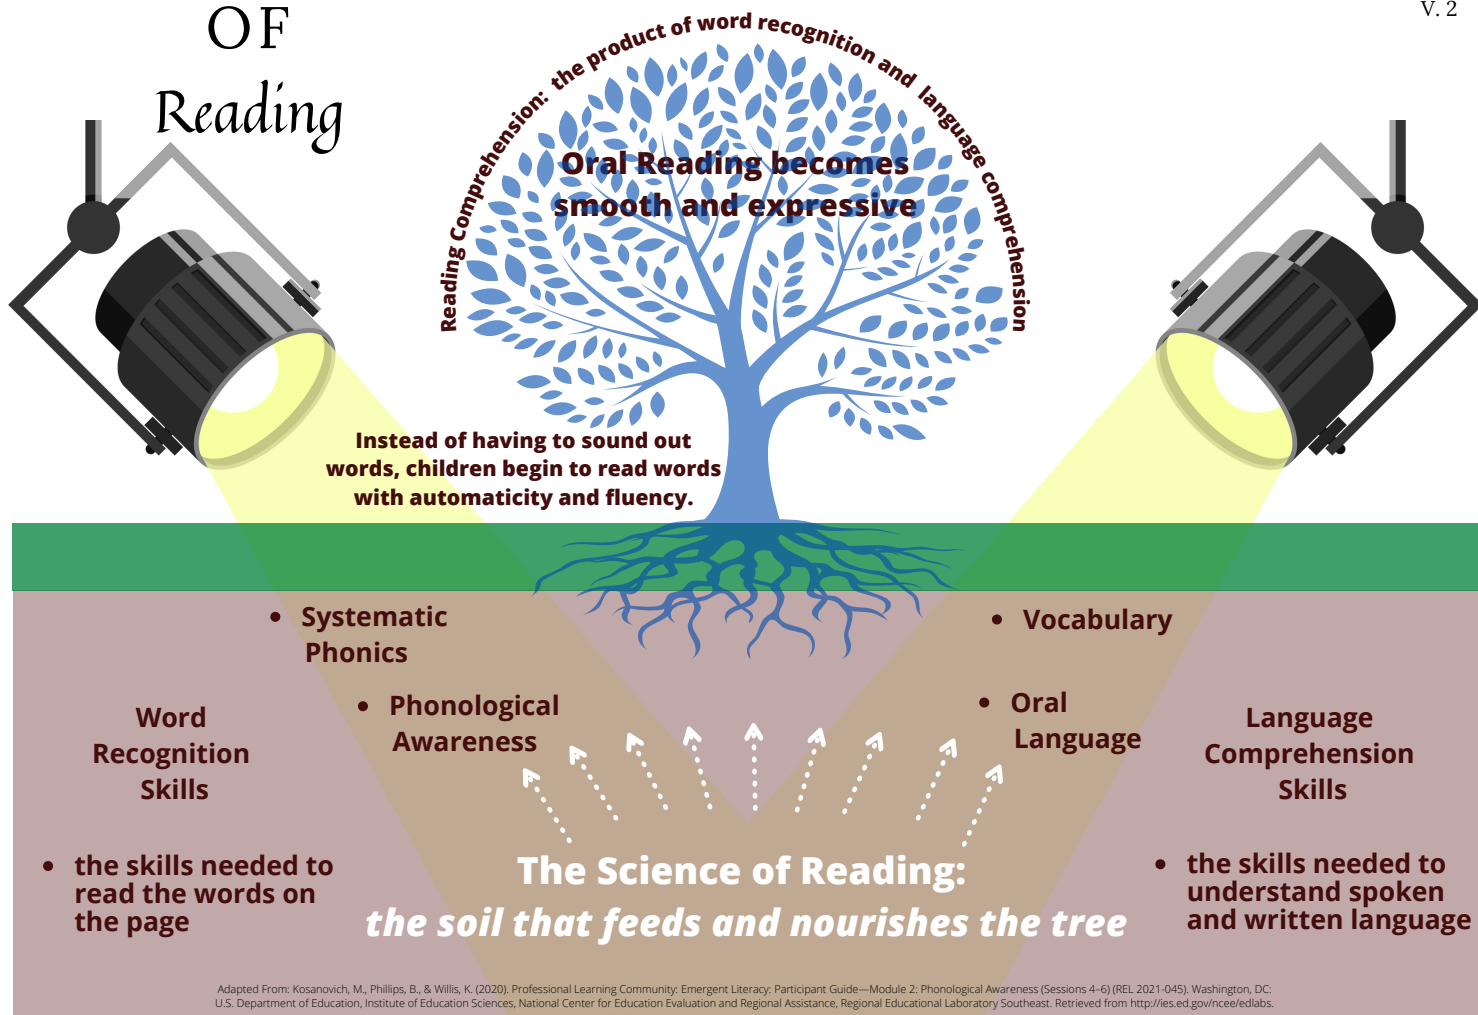 OF
Reading
V. 2
Reading Comprehension: the product of word recognition and language comprehension
Oral Reading becomes
smooth and expressive
Instead of having to sound out
words, children begin to read words
with automaticity and fluency.
• Systematic
Phonics
• Phonological
Awareness
• Vocabulary
• Oral
Language
Word
Recognition
Skills
• the skills needed to
read the words on
the page
Language
Comprehension
Skills
• the skills needed to
understand spoken
and written language
The Science of Reading:
the soil that feeds and nourishes the tree
Adapted From: Kosanovich, M., Phillips, B., & Willis, K. (2020). Professional Learning Community: Emergent Literacy: Participant Guide—Module 2: Phonological Awareness (Sessions 4–6) (REL 2021-045). Washington, DC:
U.S. Department of Education, Institute of Education Sciences, National Center for Education Evaluation and Regional Assistance, Regional Educational Laboratory Southeast. Retrieved from http://ies.ed.gov/ncee/edlabs.